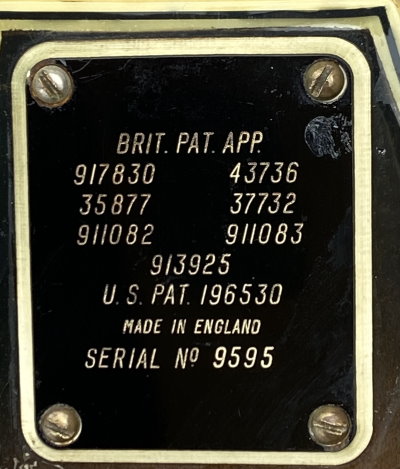 BRIT. PAT. APP.
917830 43736
35877 37732
911082 911083
913925
U. S. PAT. 196530
MADE IN ENGLAND
SERIAL Nº 9595